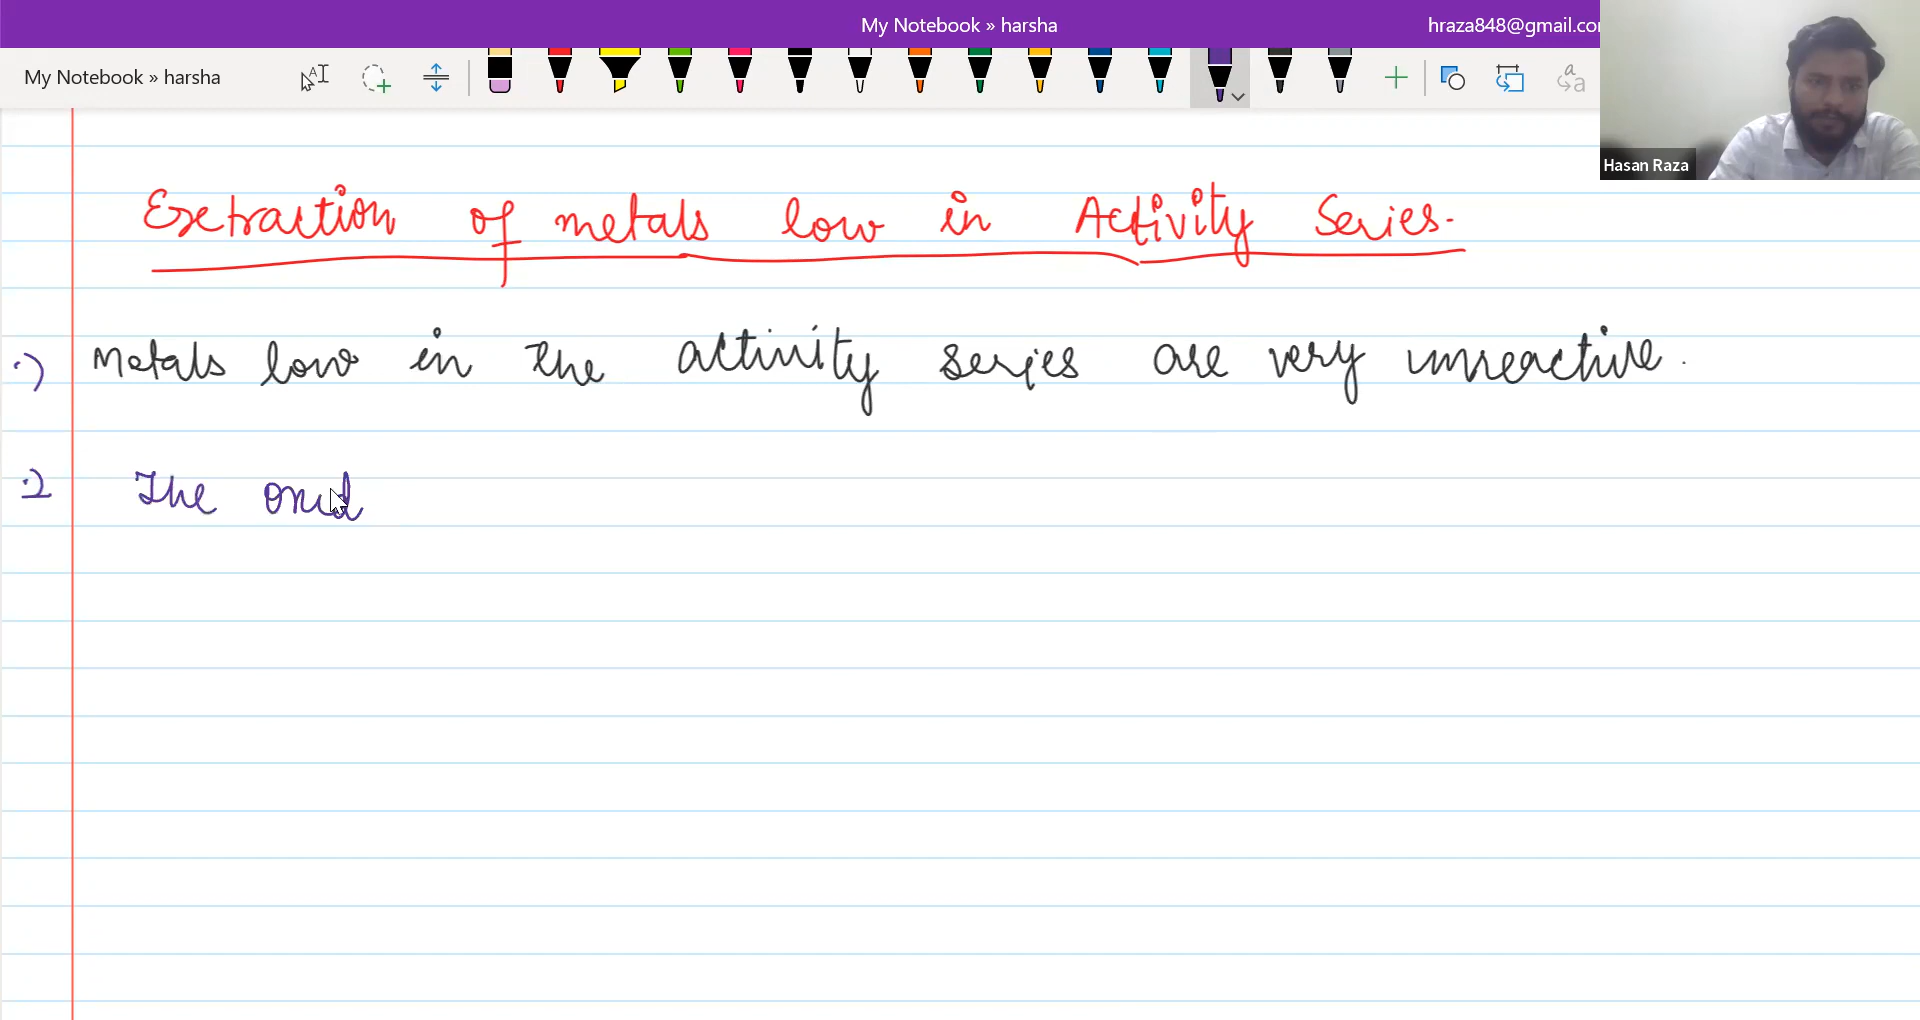 My Notebook » harsha
hraza848@gmail.co
My Notebook » harsha
Hasan Raza
Extraction of metals low in Activity Series.
1) Metals low in the activity series are very unreactive.
2 The oxid